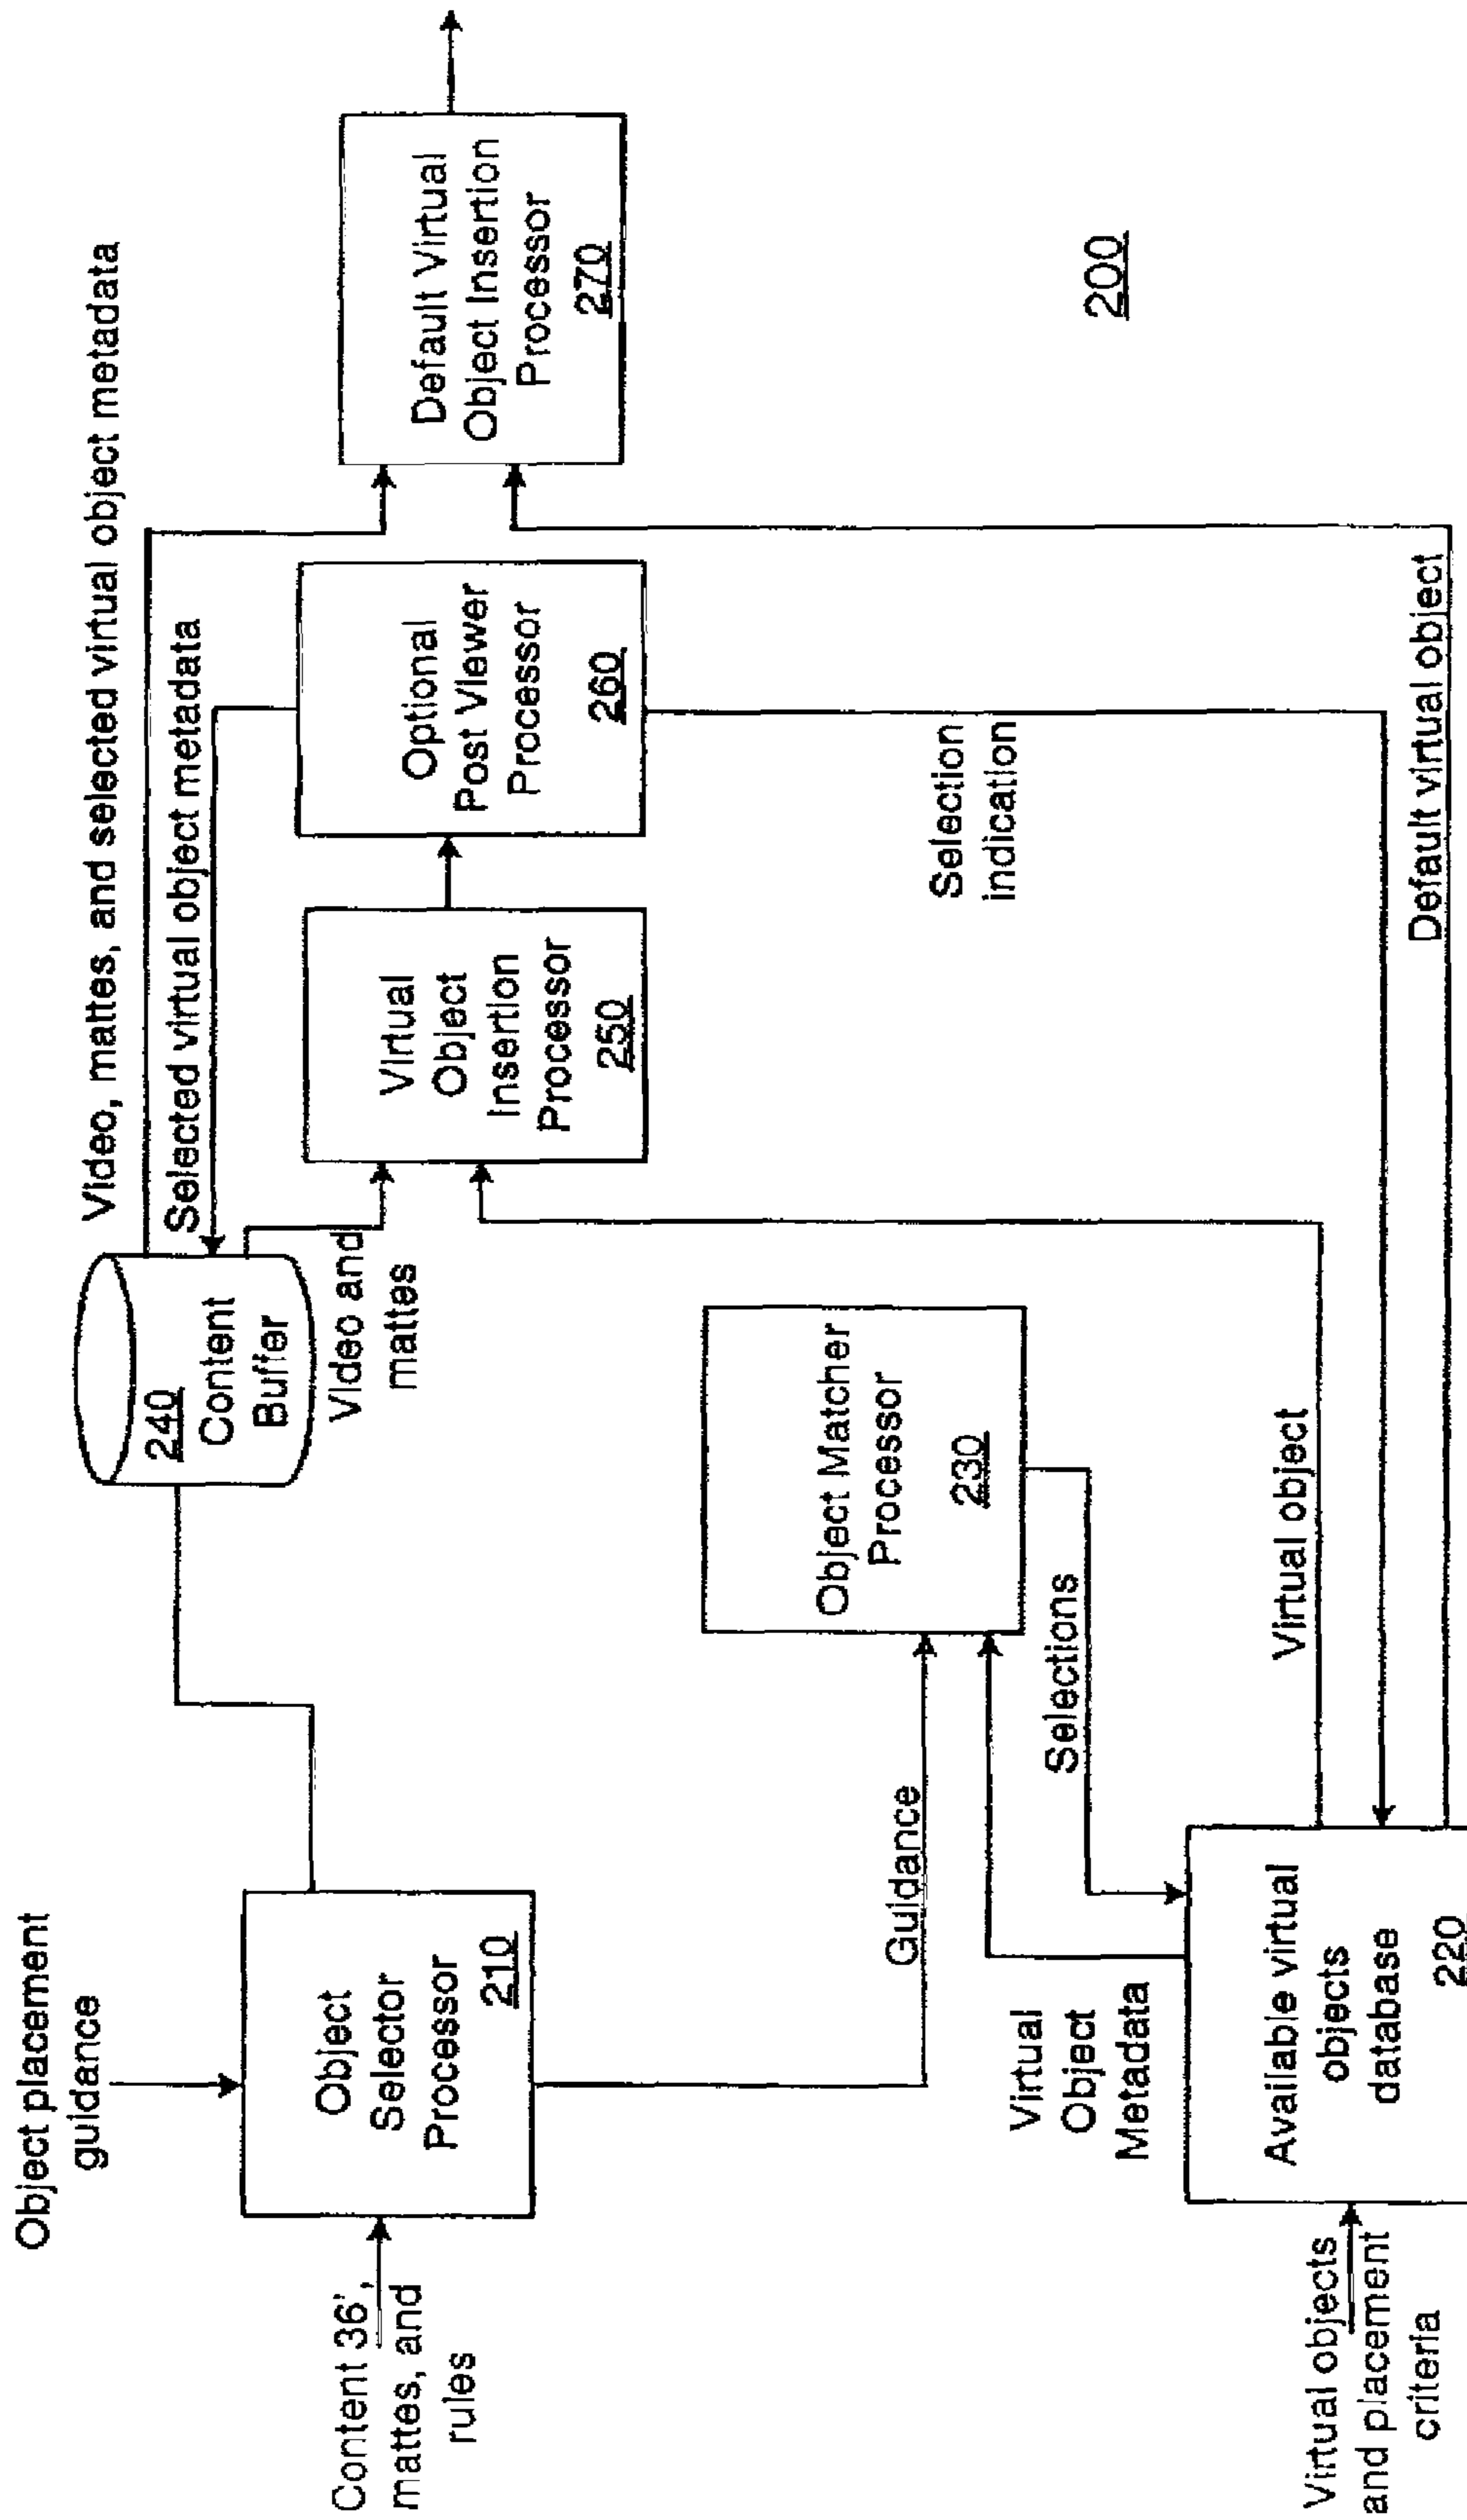 Object placement
guidance
Content 36',
mattes, and
rules
Object
Selector
Processor
210
240
Content
Buffer
Video, mattes, and selected virtual object metadata
Selected virtual object metadata
Video and
mattes
Virtual
Object
Insertion
Processor
250
Optional
Post Viewer
Processor
260
Default Virtual
Object Insertion
Processor
270
Guidance
Object Matcher
Processor
230
Selections
Virtual
Object
Metadata
Selection
indication
200
Virtual objects
and placement
criteria
Available virtual
objects
database
220
Virtual object
Default virtual object